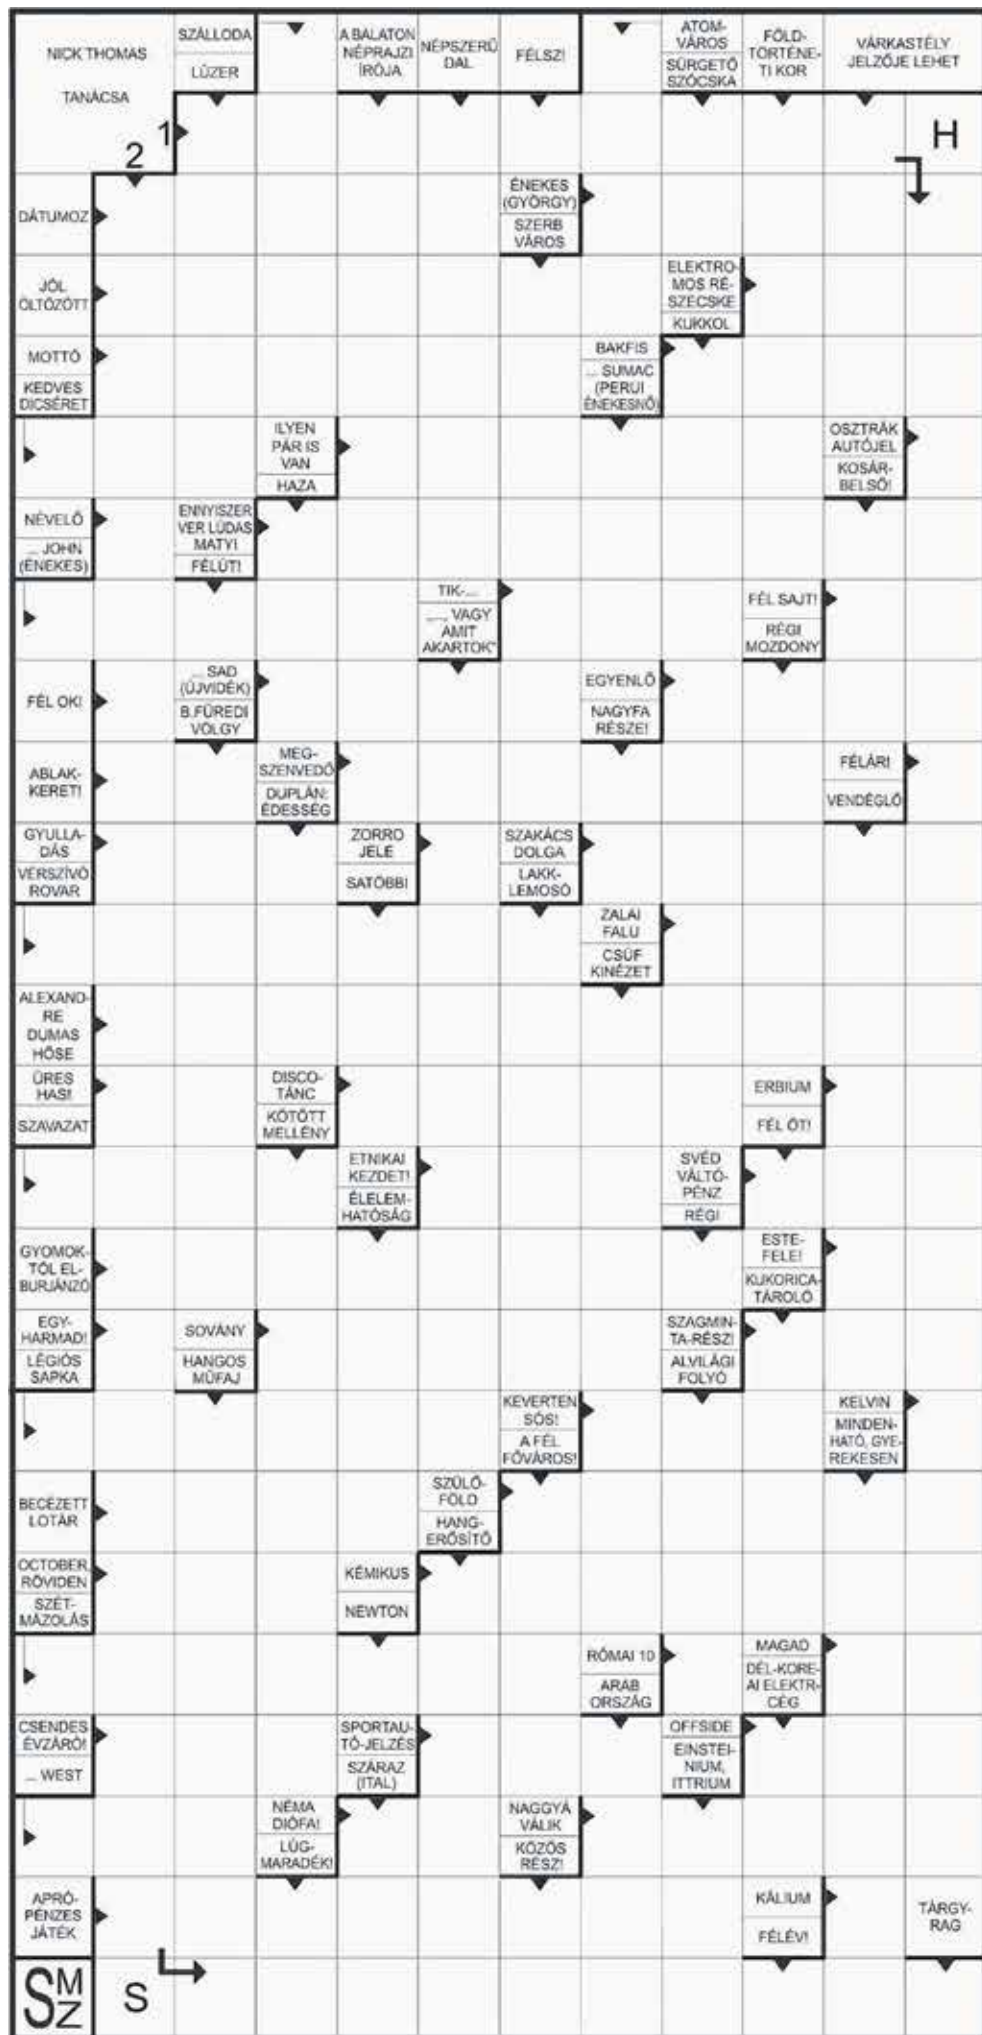 NICK THOMAS
TANÁCSA
SZÁLLODA
LÚZER
A BALATON
NÉPRAJZI
ÍRÓJA
NÉPSZERŰ
DAL
FÉLSZ!
ATOM-
VÁROS
SÜRGETŐ
SZÓCSKA
FÖLD-
TÖRTÉNE-
TI KOR
VÁRKASTÉLY
JELZŐJE LEHET
1
2
H
DÁTUMOZ
ÉNEKES
(GYÖRGY)
SZERB
VÁROS
JÓL
ÖLTÖZÖTT
ELEKTRO-
MOS RÉ-
SZECSKE
KUKKOL
MOTTÓ
KEDVES
DICSÉRET
BAKFIS
... SUMAC
(PERUI
ÉNEKESNŐ)
ILYEN
PÁR IS
VAN
HAZA
OSZTRÁK
AUTÓJEL
KOSÁR-
BELSŐ!
NÉVELŐ
... JOHN
(ÉNEKES)
ENNYISZER
VER LÚDAS
MATYI
FÉLÚT!
TIK-...
„..., VAGY
AMIT
AKARTOK"
FÉL SAJT!
RÉGI
MOZDONY
FÉL OK!
... SAD
(ÚJVIDÉK)
B.FÜREDI
VÖLGY
EGYENLŐ
NAGYFA
RÉSZE!
ABLAK-
KERET!
MEG-
SZENVEDŐ
DUPLÁN:
ÉDESSÉG
FÉLÁR!
VENDÉGLŐ
GYULLA-
DÁS
VÉRSZÍVÓ
ROVAR
ZORRO
JELE
SATÖBBI
SZAKÁCS
DOLGA
LAKK-
LEMOSÓ
ZALAI
FALU
CSÚF
KINÉZET
ALEXAND-
RE
DUMAS
HŐSE
ÜRES
HAS!
SZAVAZAT
DISCO-
TÁNC
KÖTÖTT
MELLÉNY
ERBIUM
FÉL ÖT!
ETNIKAI
KEZDET!
ÉLELEM-
HATÓSÁG
SVÉD
VÁLTÓ-
PÉNZ
RÉGI
GYOMOK-
TÓL EL-
BURJÁNZÓ
ESTE-
FELE!
KUKORICA-
TÁROLÓ
EGY-
HARMAD!
LÉGIÓS
SAPKA
SOVÁNY
HANGOS
MŰFAJ
SZAGMIN-
TA-RÉSZ!
ALVILÁGI
FOLYÓ
KEVERTEN
SÓS!
A FÉL
FŐVÁROS!
KELVIN
MINDEN-
HATÓ, GYE-
REKESEN
BECÉZETT
LOTÁR
SZÜLŐ-
FÖLD
HANG-
ERŐSÍTŐ
OCTOBER,
RÖVIDEN
SZÉT-
MÁZOLÁS
KÉMIKUS
NEWTON
RÓMAI 10
ARAB
ORSZÁG
MAGAD
DÉL-KORE-
AI ELEKTR.
CÉG
CSENDES
ÉVZÁRÓ!
... WEST
SPORTAU-
TÓ-JELZÉS
SZÁRAZ
(ITAL)
OFFSIDE
EINSTEI-
NIUM,
ITTRIUM
NÉMA
DIÓFA!
LÚG-
MARADÉK!
NAGGYÁ
VÁLIK
KÖZÖS
RÉSZ!
APRÓ-
PÉNZES
JÁTÉK
KÁLIUM
FÉLÉV!
TÁRGY-
RAG
SMZ
S